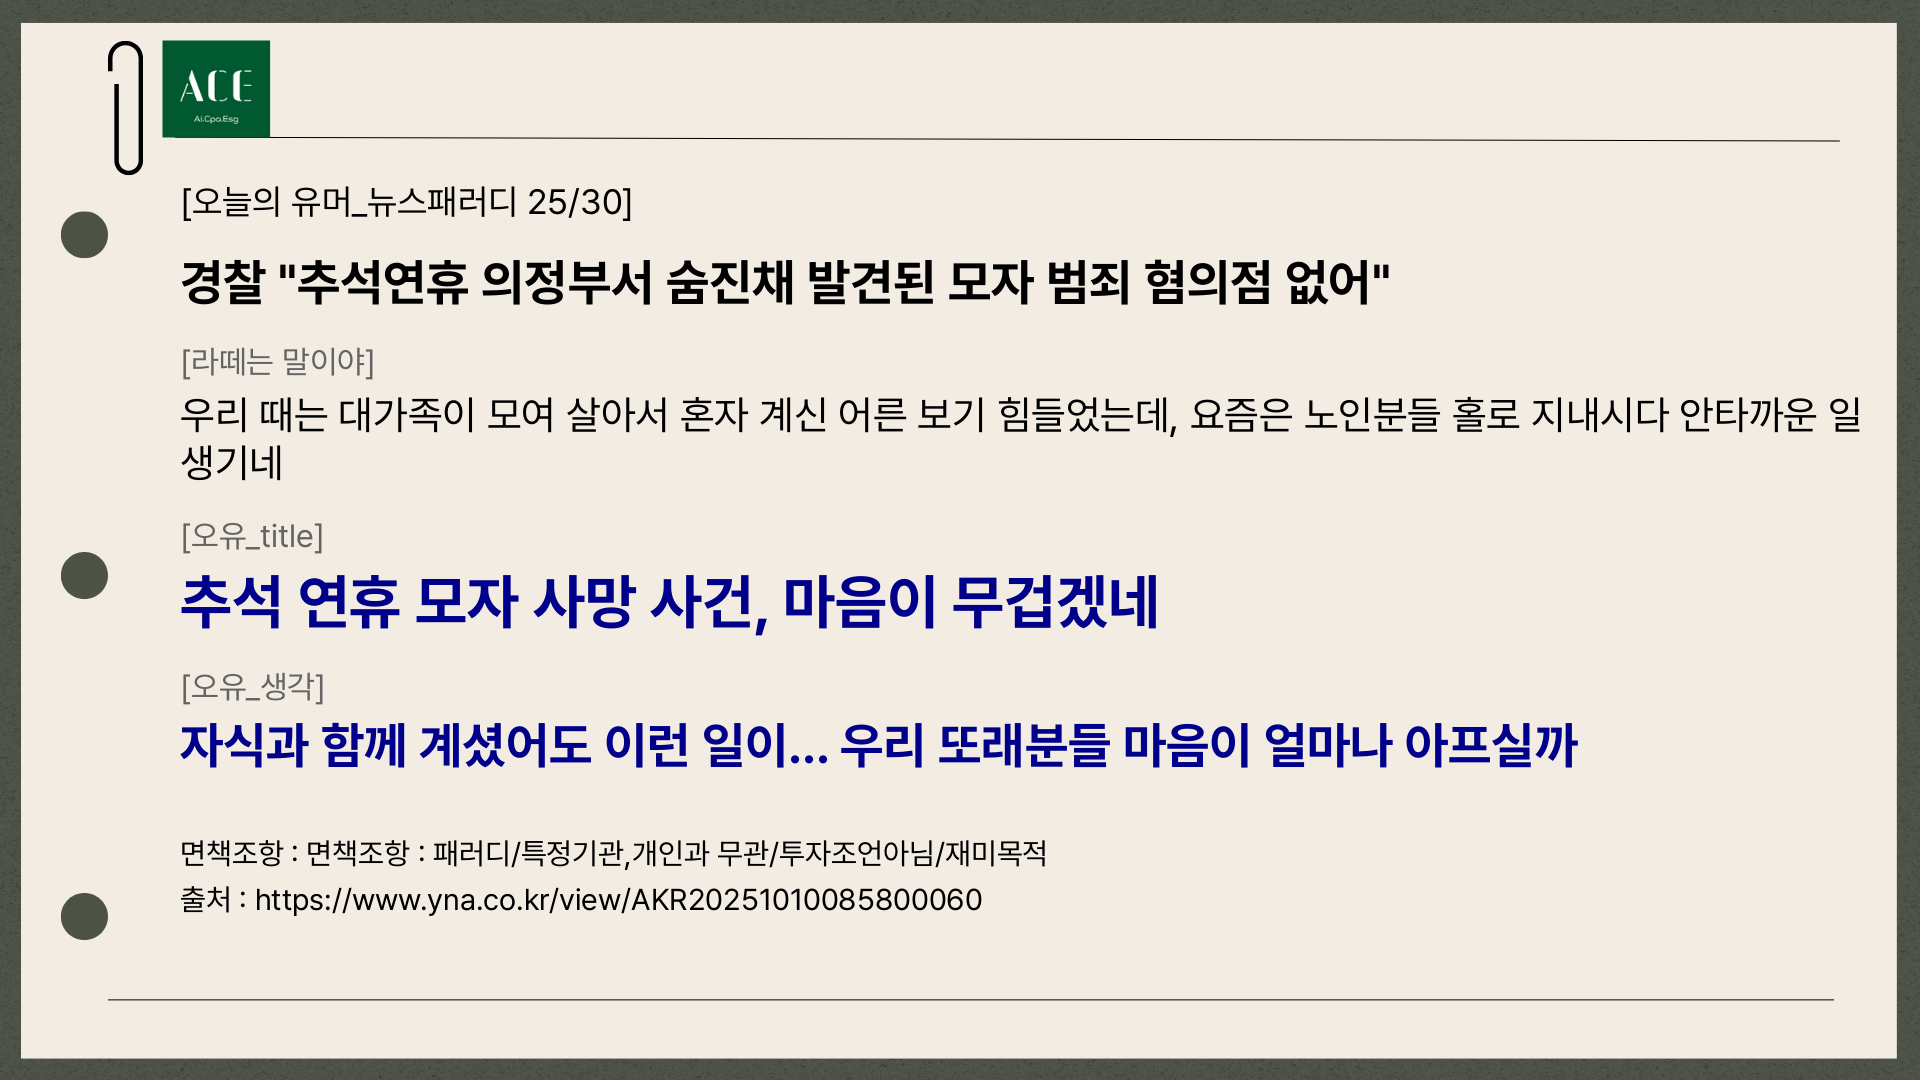 ACE
Ai.Cpa.Esg
[오늘의 유머_뉴스패러디 25/30]
경찰 "추석연휴 의정부서 숨진채 발견된 모자 범죄 혐의점 없어"
[라떼는 말이야]
우리 때는 대가족이 모여 살아서 혼자 계신 어른 보기 힘들었는데, 요즘은 노인분들 홀로 지내시다 안타까운 일
생기네
[오유_title]
추석 연휴 모자 사망 사건, 마음이 무겁겠네
[오유_생각]
자식과 함께 계셨어도 이런 일이... 우리 또래분들 마음이 얼마나 아프실까
면책조항 : 면책조항 : 패러디/특정기관,개인과 무관/투자조언아님/재미목적
출처 : https://www.yna.co.kr/view/AKR20251010085800060